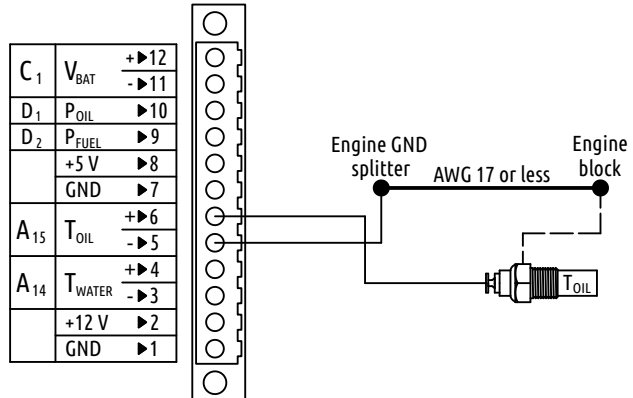 C1 VBAT +▶12
-▶11
D1 POIL ▶10
D2 PFUEL ▶9
+5 V ▶8
GND ▶7
A15 TOIL +▶6
-▶5
A14 TWATER +▶4
-▶3
+12 V ▶2
GND ▶1
Engine GND
splitter
AWG 17 or less
Engine
block
TOIL